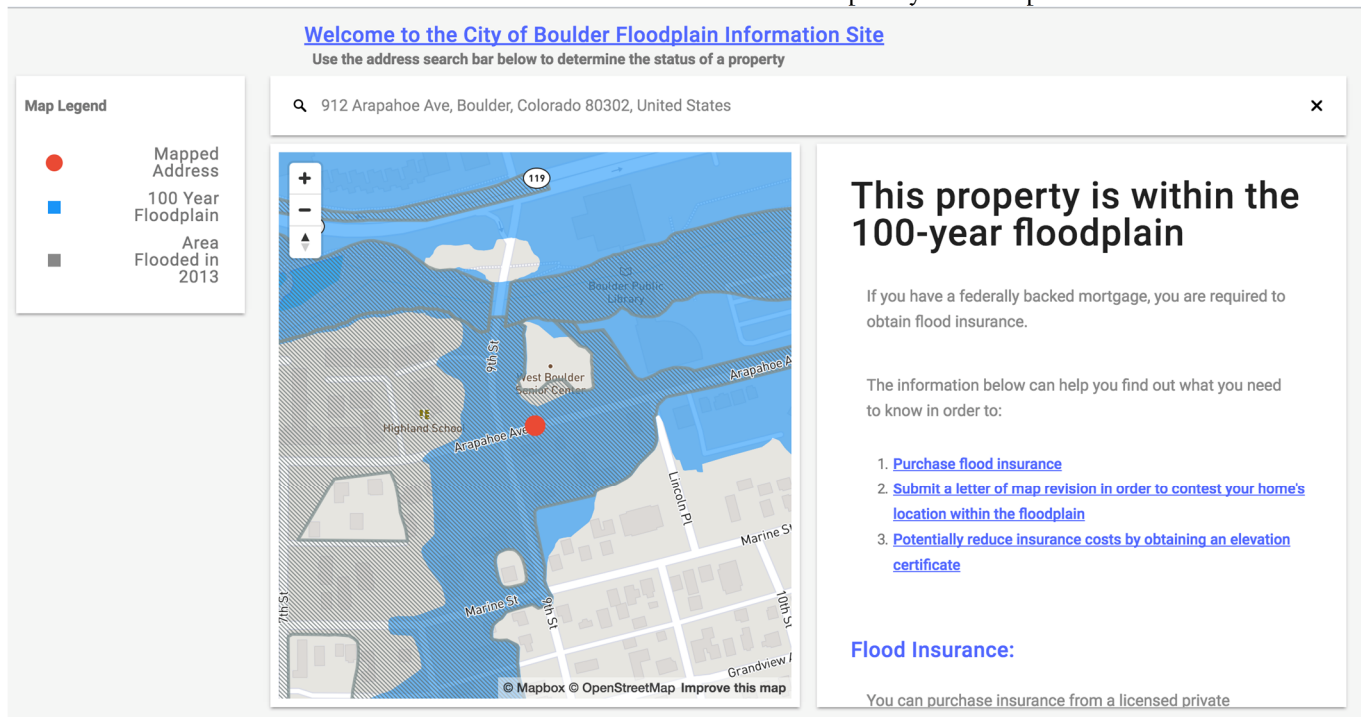 Welcome to the City of Boulder Floodplain Information Site
Use the address search bar below to determine the status of a property
Map Legend
Mapped
Address
100 Year
Floodplain
Area
Flooded in
2013
912 Arapahoe Ave, Boulder, Colorado 80302, United States
119
Boulder Public
Library
9th St
West Boulder
Senior Center
Arapahoe A
Highland School
Arapahoe Ave
Lincoln Pl
Marine St
7th St
Marine St
9th St
10th St
Grandview A
© Mapbox © OpenStreetMap Improve this map
This property is within the
100-year floodplain
If you have a federally backed mortgage, you are required to
obtain flood insurance.
The information below can help you find out what you need
to know in order to:
1. Purchase flood insurance
2. Submit a letter of map revision in order to contest your home's
location within the floodplain
3. Potentially reduce insurance costs by obtaining an elevation
certificate
Flood Insurance:
You can purchase insurance from a licensed private